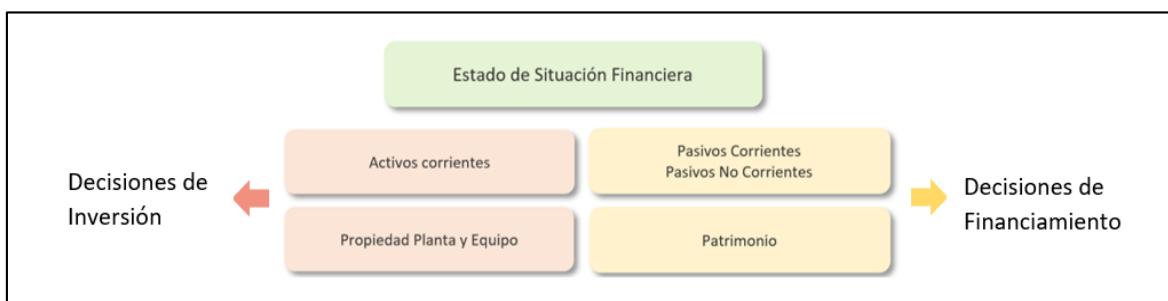 Estado de Situación Financiera
Decisiones de
Inversión
Activos corrientes
Pasivos Corrientes
Pasivos No Corrientes
Propiedad Planta y Equipo
Patrimonio
Decisiones de
Financiamiento